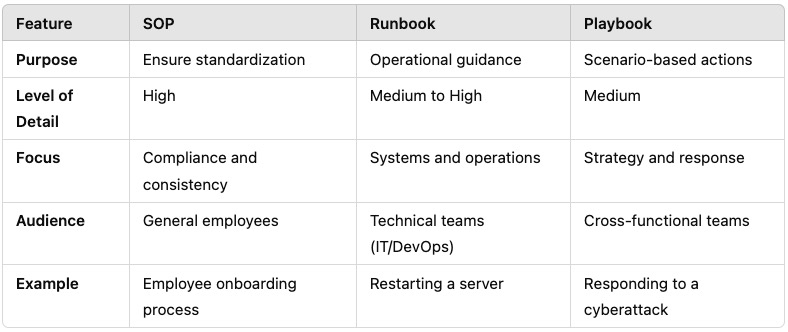 Feature SOP Runbook Playbook
Purpose Ensure standardization Operational guidance Scenario-based actions
Level of High Medium to High Medium
Detail
Focus Compliance and Systems and operations Strategy and response
consistency
Audience General employees Technical teams Cross-functional teams
(IT/DevOps)
Example Employee onboarding Restarting a server Responding to a
process cyberattack